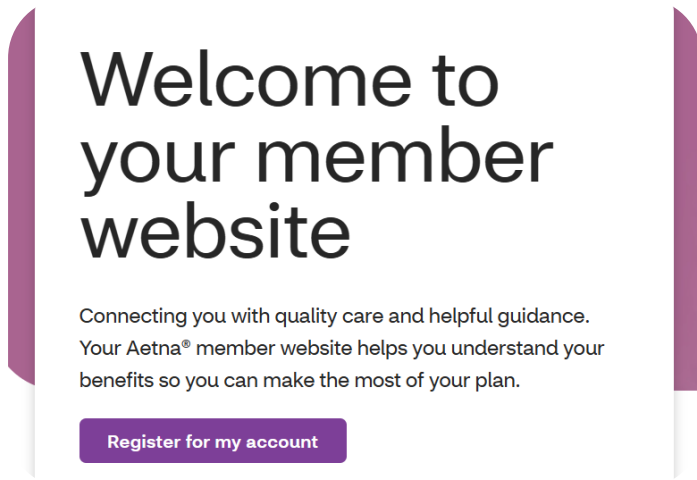 Welcome to
your member
website
Connecting you with quality care and helpful guidance.
Your Aetna® member website helps you understand your
benefits so you can make the most of your plan.
Register for my account